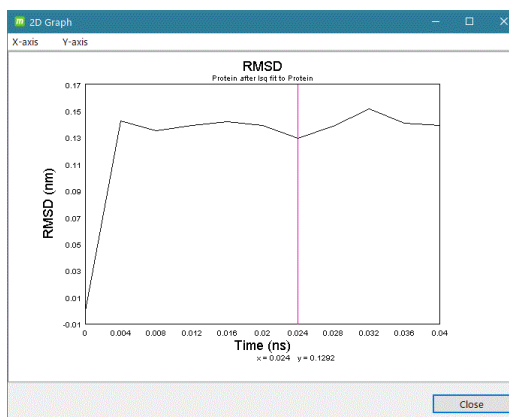 2D Graph
X-axis Y-axis
RMSD
Protein after lsq fit to Protein
RMSD (nm)
0.17
0.15
0.13
0.11
0.09
0.07
0.05
0.03
0.01
-0.01
0 0.004 0.008 0.012 0.016 0.02 0.024 0.028 0.032 0.036 0.04
Time (ns)
x = 0.024 y = 0.1292
Close